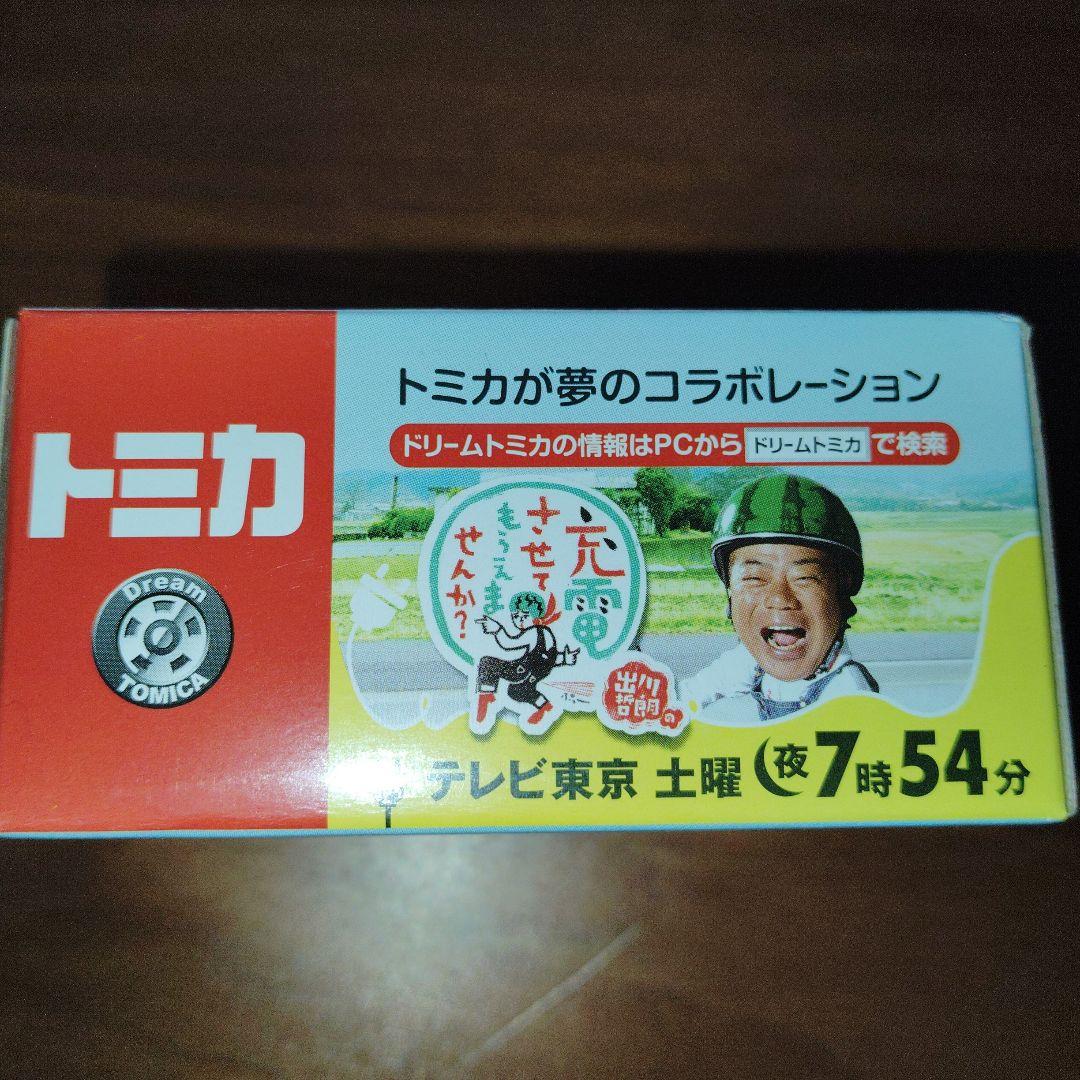 トミカ
Dream
TOMICA
トミカが夢のコラボレーション
ドリームトミカの情報はPCから ドリームトミカ で検索
充電
させて
もらえま
せんか?
出川
哲朗の
テレビ東京 土曜 夜7時54分